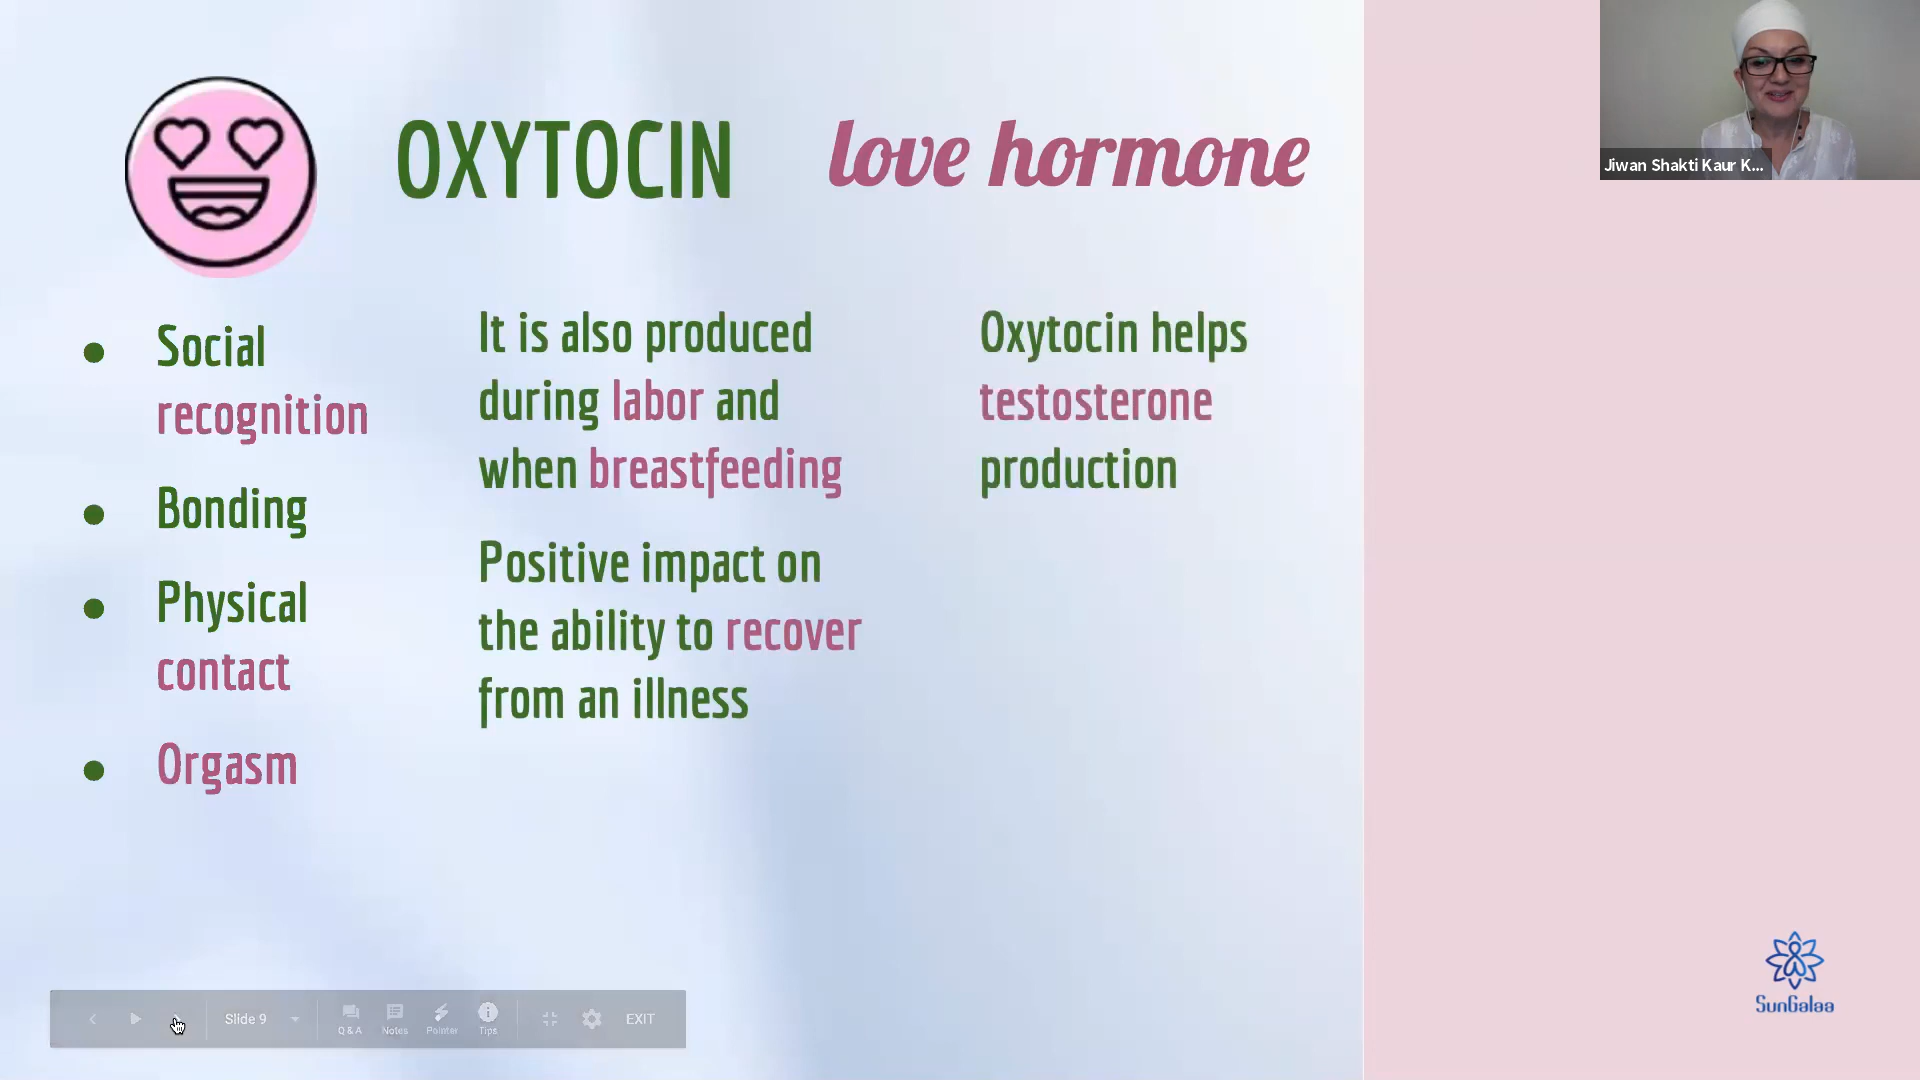 OXYTOCIN love hormone
Jiwan Shakti Kaur K...
Social
recognition
Bonding
Physical
contact
Orgasm
It is also produced
during labor and
when breastfeeding
Positive impact on
the ability to recover
from an illness
Oxytocin helps
testosterone
production
SunGalaa
Slide 9
Q & A
Notes
Pointer
Tips
EXIT